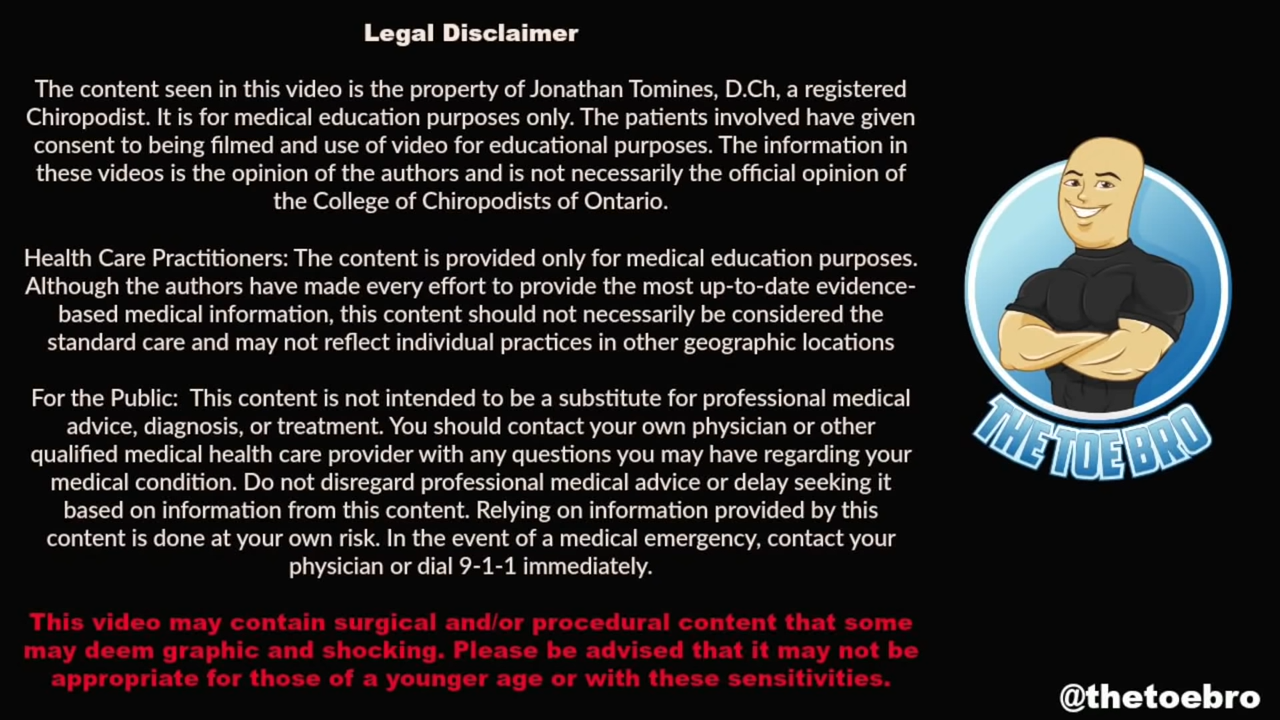 Legal Disclaimer
The content seen in this video is the property of Jonathan Tomines, D.Ch, a registered
Chiropodist. It is for medical education purposes only. The patients involved have given
consent to being filmed and use of video for educational purposes. The information in
these videos is the opinion of the authors and is not necessarily the official opinion of
the College of Chiropodists of Ontario.
Health Care Practitioners: The content is provided only for medical education purposes.
Although the authors have made every effort to provide the most up-to-date evidence-
based medical information, this content should not necessarily be considered the
standard care and may not reflect individual practices in other geographic locations
For the Public: This content is not intended to be a substitute for professional medical
advice, diagnosis, or treatment. You should contact your own physician or other
qualified medical health care provider with any questions you may have regarding your
medical condition. Do not disregard professional medical advice or delay seeking it
based on information from this content. Relying on information provided by this
content is done at your own risk. In the event of a medical emergency, contact your
physician or dial 9-1-1 immediately.
This video may contain surgical and/or procedural content that some
may deem graphic and shocking. Please be advised that it may not be
appropriate for those of a younger age or with these sensitivities.
THE TOE BRO
@thetoebro